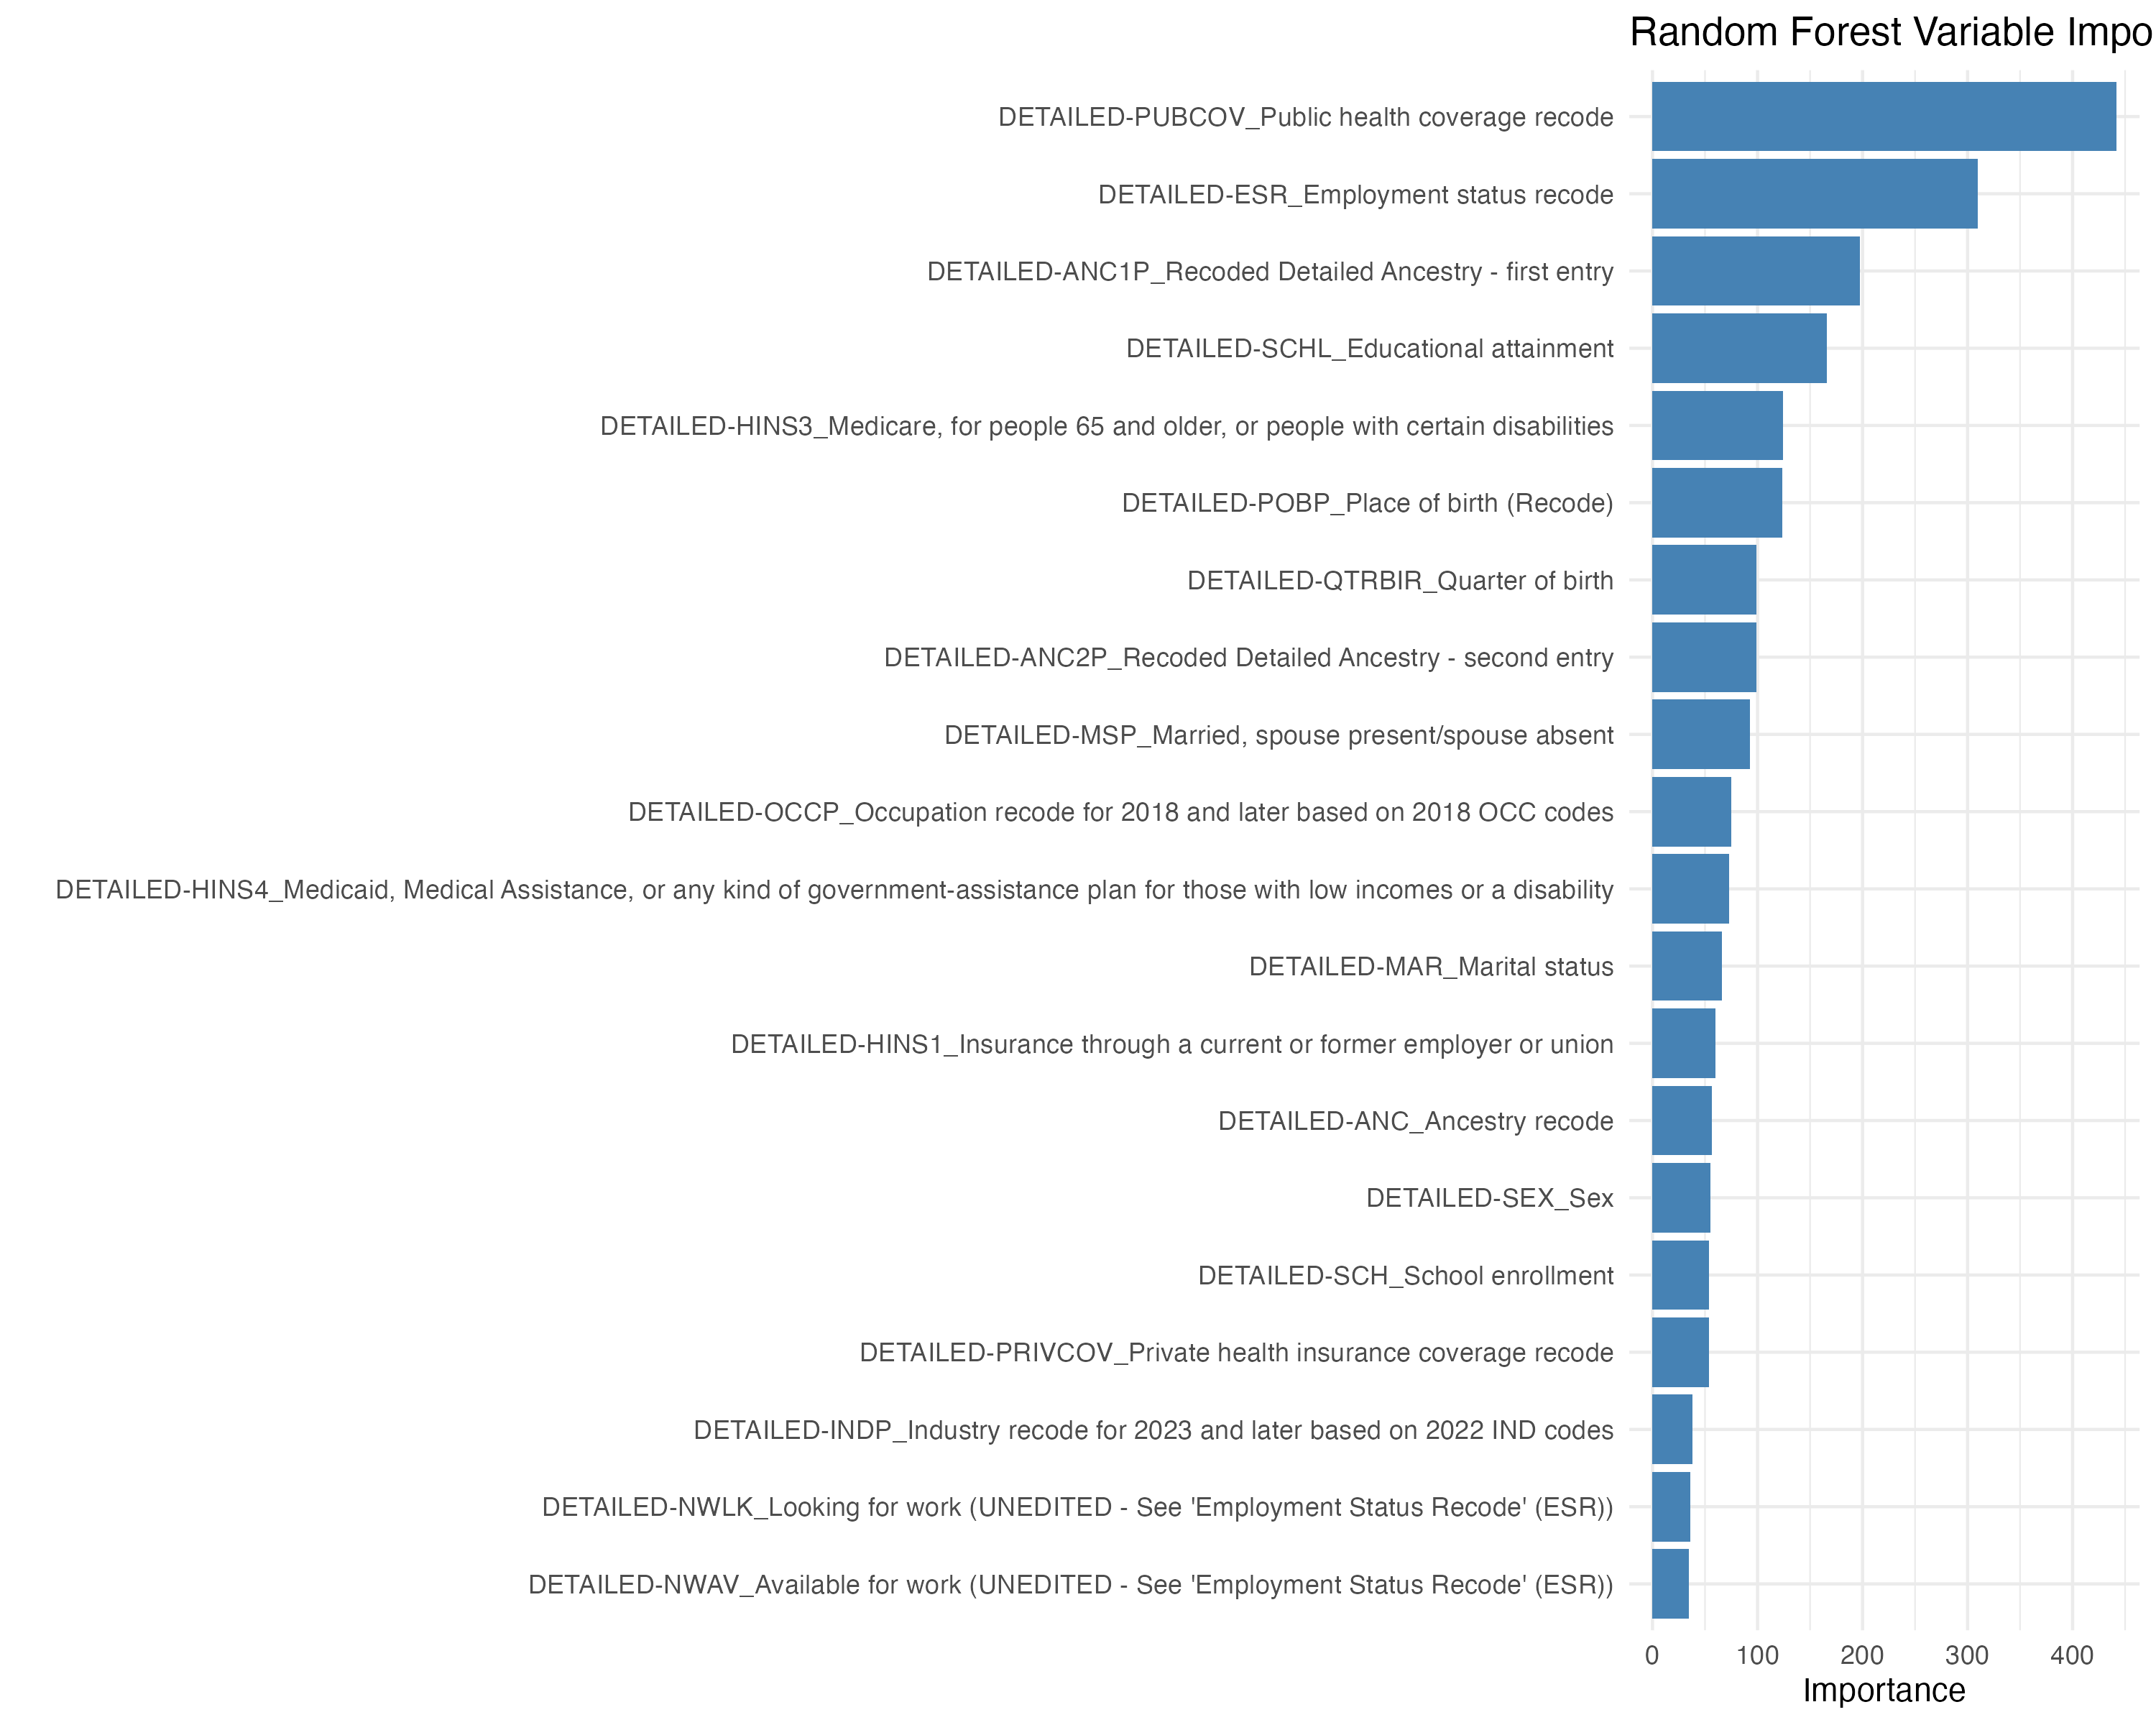 Random Forest Variable Impo
DETAILED-PUBCOV_Public health coverage recode
DETAILED-ESR_Employment status recode
DETAILED-ANC1P_Recoded Detailed Ancestry - first entry
DETAILED-SCHL_Educational attainment
DETAILED-HINS3_Medicare, for people 65 and older, or people with certain disabilities
DETAILED-POBP_Place of birth (Recode)
DETAILED-QTRBIR_Quarter of birth
DETAILED-ANC2P_Recoded Detailed Ancestry - second entry
DETAILED-MSP_Married, spouse present/spouse absent
DETAILED-OCCP_Occupation recode for 2018 and later based on 2018 OCC codes
DETAILED-HINS4_Medicaid, Medical Assistance, or any kind of government-assistance plan for those with low incomes or a disability
DETAILED-MAR_Marital status
DETAILED-HINS1_Insurance through a current or former employer or union
DETAILED-ANC_Ancestry recode
DETAILED-SEX_Sex
DETAILED-SCH_School enrollment
DETAILED-PRIVCOV_Private health insurance coverage recode
DETAILED-INDP_Industry recode for 2023 and later based on 2022 IND codes
DETAILED-NWLK_Looking for work (UNEDITED - See 'Employment Status Recode' (ESR))
DETAILED-NWAV_Available for work (UNEDITED - See 'Employment Status Recode' (ESR))
0 100 200 300 400
Importance